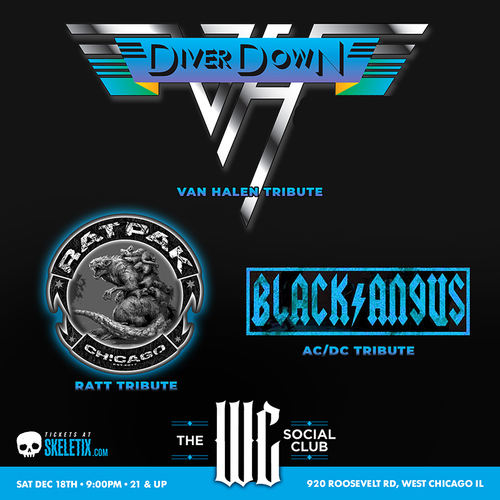 DIVER DOWN
VAN HALEN TRIBUTE
RATPAK
CHICAGO
RATT TRIBUTE
BLACK ANGUS
AC/DC TRIBUTE
TICKETS AT
SKELETIX.COM
THE WC SOCIAL CLUB
SAT DEC 18TH • 9:00PM • 21 & UP
920 ROOSEVELT RD, WEST CHICAGO IL